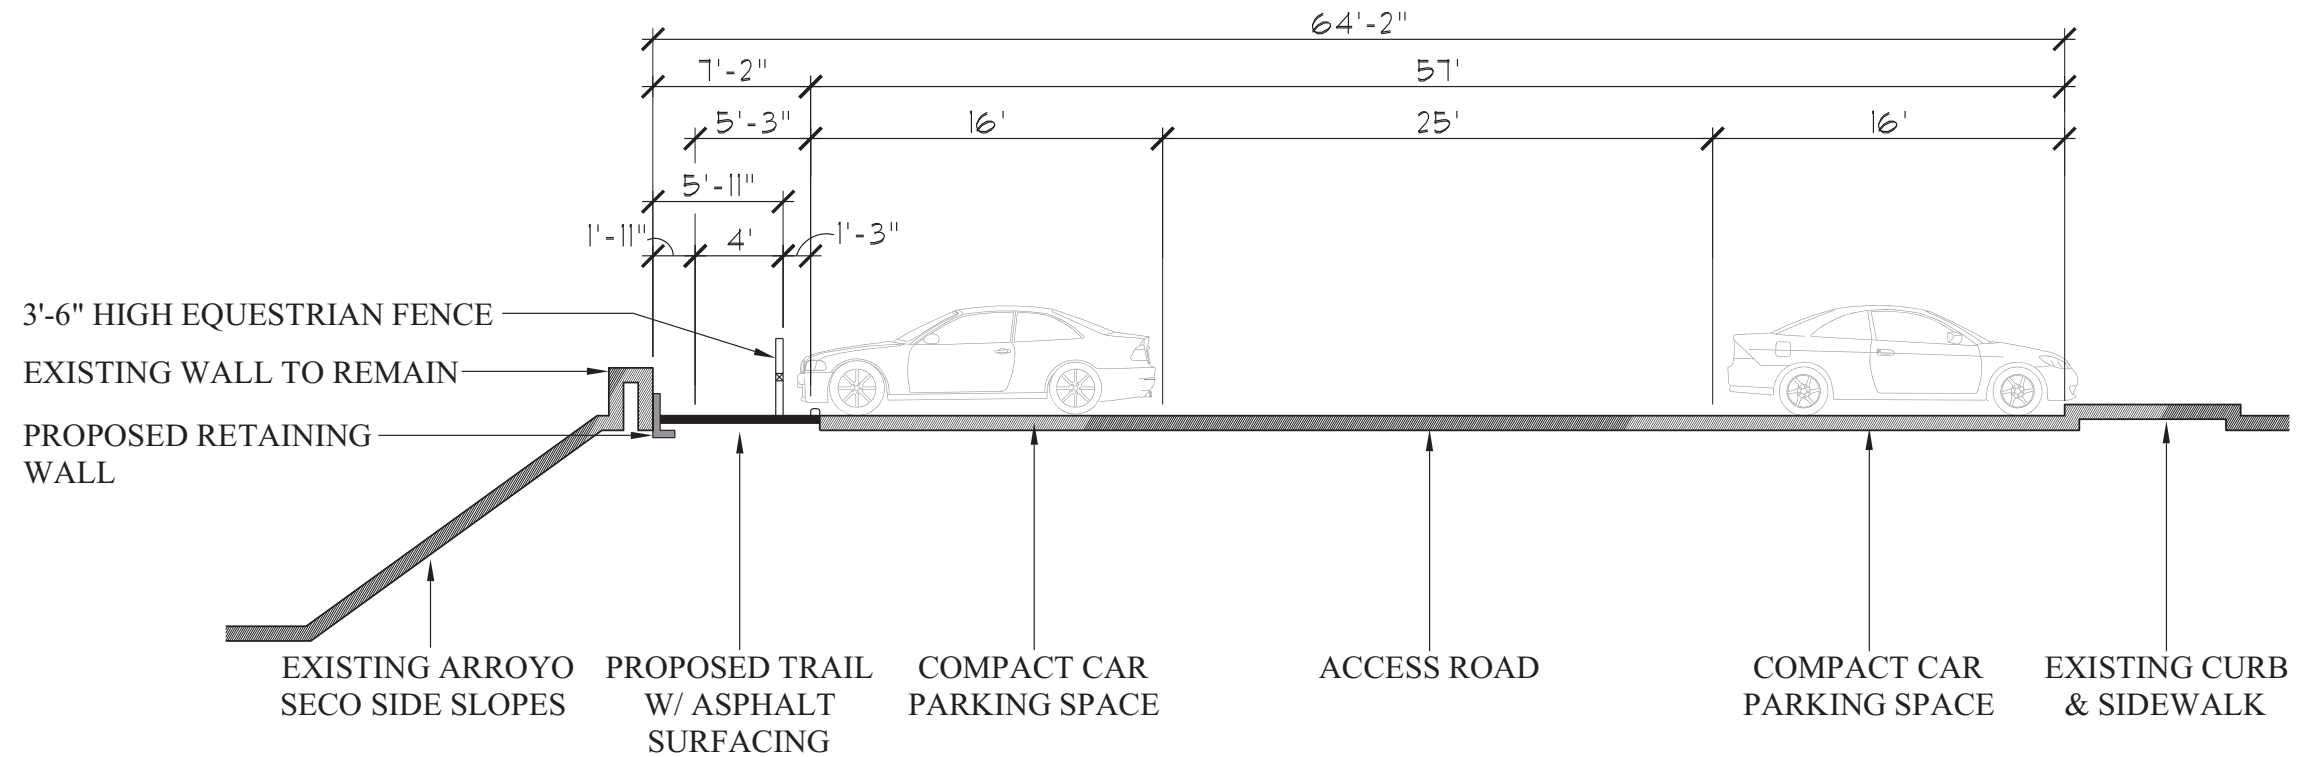 64'-2"
7'-2"
57'
5'-3"
16'
25'
16'
5'-11"
1'-11"
4'
1'-3"
3'-6" HIGH EQUESTRIAN FENCE
EXISTING WALL TO REMAIN
PROPOSED RETAINING
WALL
EXISTING ARROYO
SECO SIDE SLOPES
PROPOSED TRAIL
W/ ASPHALT
SURFACING
COMPACT CAR
PARKING SPACE
ACCESS ROAD
COMPACT CAR
PARKING SPACE
EXISTING CURB
& SIDEWALK